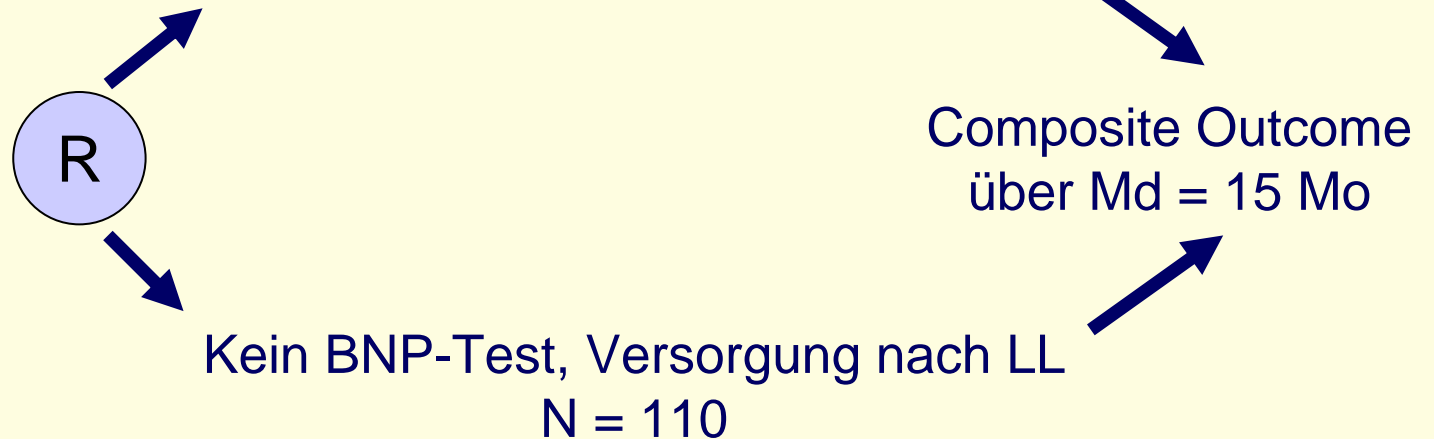 R
Composite Outcome
über Md = 15 Mo
Kein BNP-Test, Versorgung nach LL
N = 110